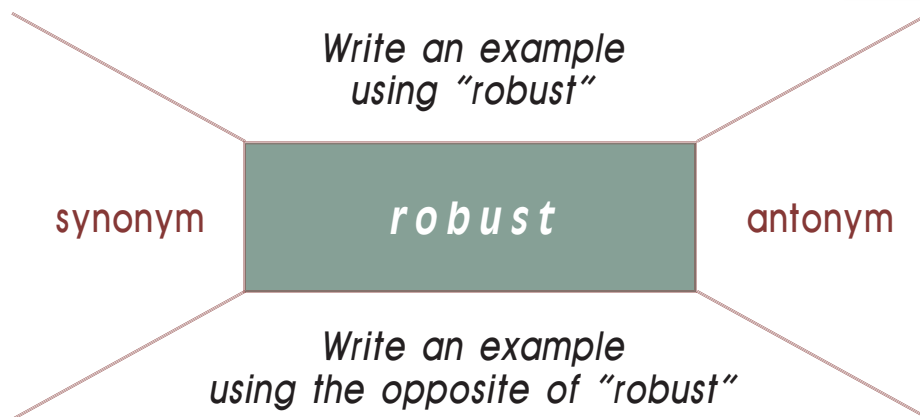 Write an example
using “robust”
synonym
robust
antonym
Write an example
using the opposite of “robust”